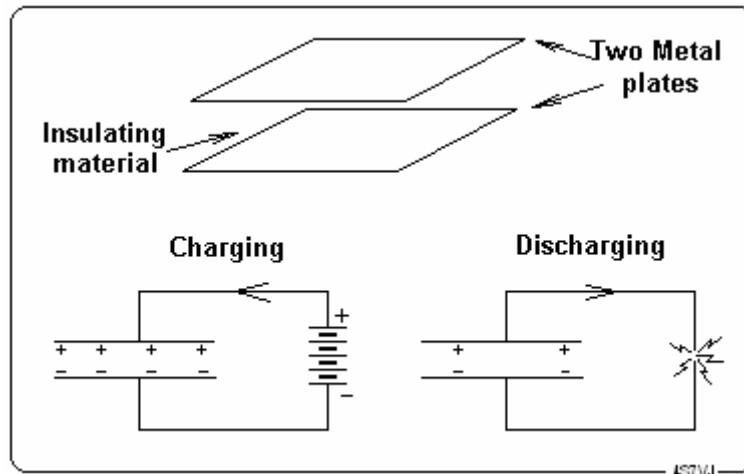 Two Metal
plates
Insulating
material
Charging
Discharging
+
+ + + +
− − − −
−
+ +
− −